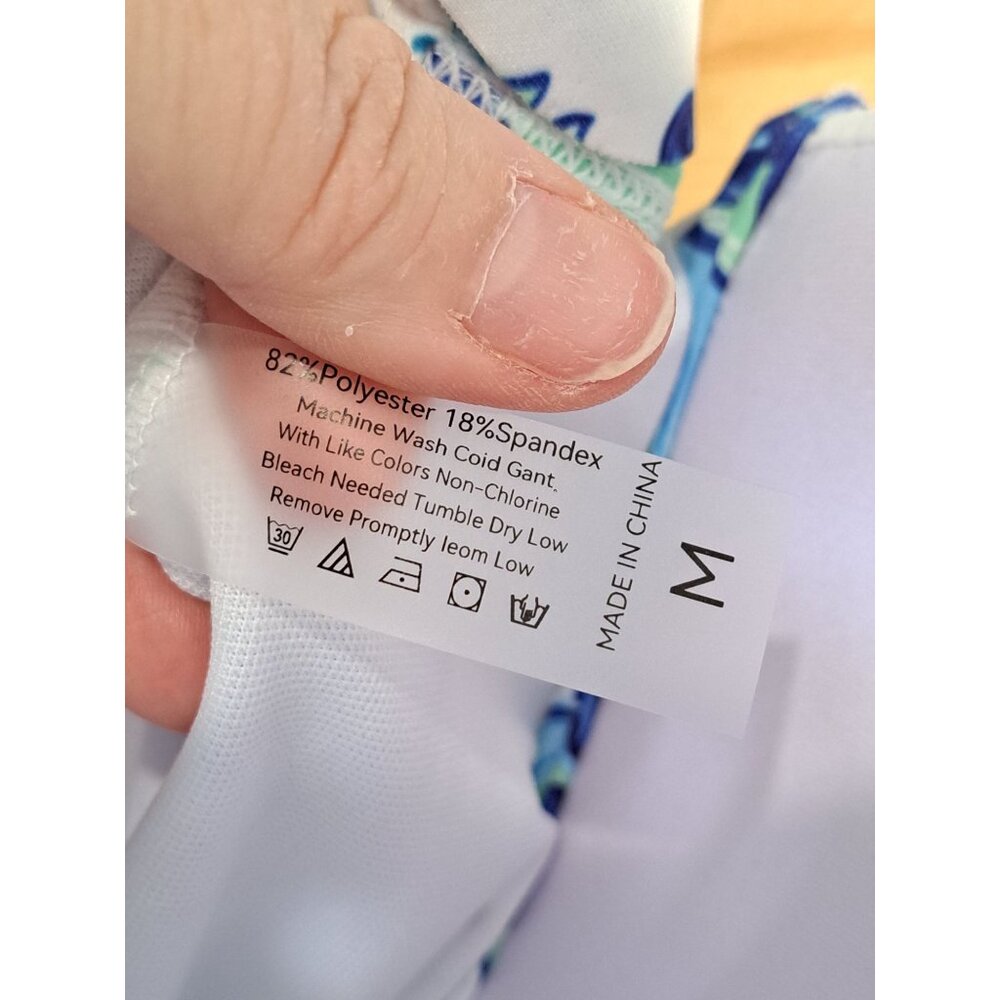 82%Polyester 18%Spandex
Machine Wash Coid Gant,
With Like Colors Non-Chlorine
Bleach Needed Tumble Dry Low
Remove Promptly leom Low
30
MADE IN CHINA
M